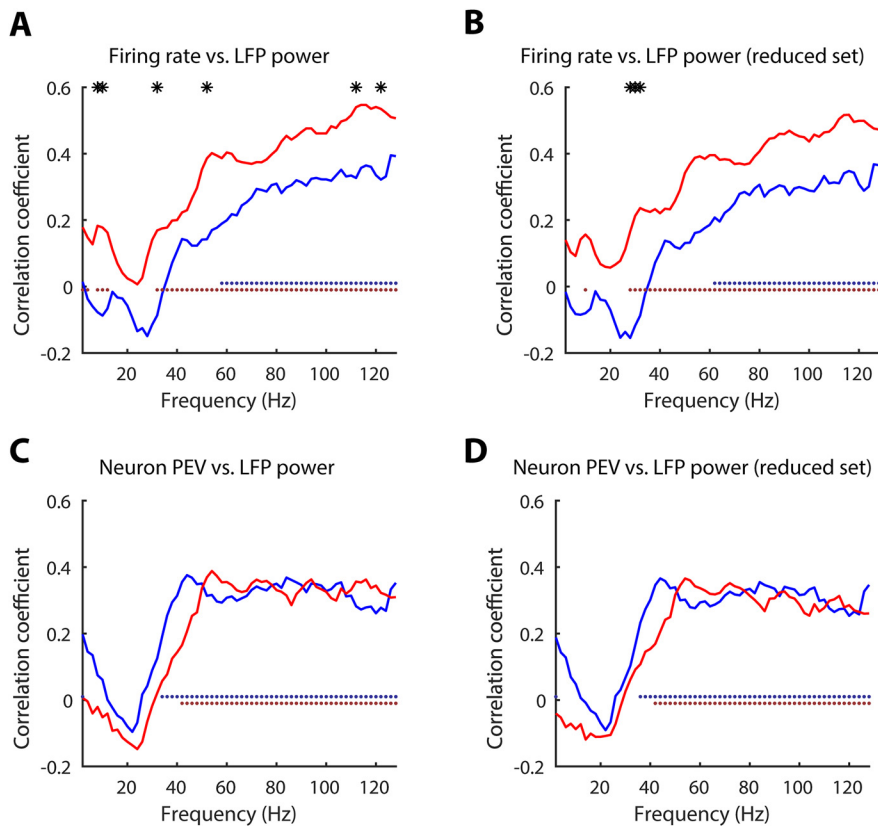 A
Firing rate vs. LFP power
0.6
0.4
0.2
0
-0.2
Correlation coefficient
20 40 60 80 100 120
Frequency (Hz)
B
Firing rate vs. LFP power (reduced set)
0.6
0.4
0.2
0
-0.2
Correlation coefficient
20 40 60 80 100 120
Frequency (Hz)
C
Neuron PEV vs. LFP power
0.6
0.4
0.2
0
-0.2
Correlation coefficient
20 40 60 80 100 120
Frequency (Hz)
D
Neuron PEV vs. LFP power (reduced set)
0.6
0.4
0.2
0
-0.2
Correlation coefficient
20 40 60 80 100 120
Frequency (Hz)